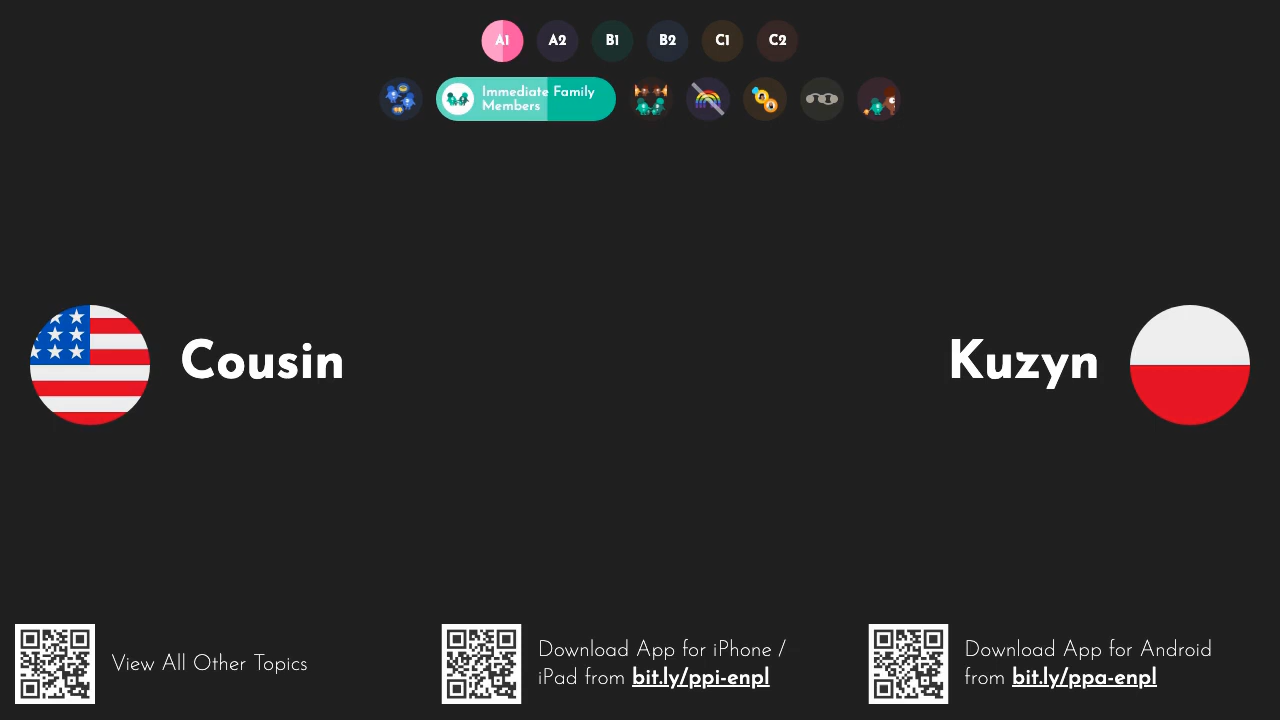 A1 A2 B1 B2 C1 C2
Immediate Family
Members
Cousin
Kuzyn
View All Other Topics
Download App for iPhone /
iPad from bit.ly/ppi-enpl
Download App for Android
from bit.ly/ppa-enpl